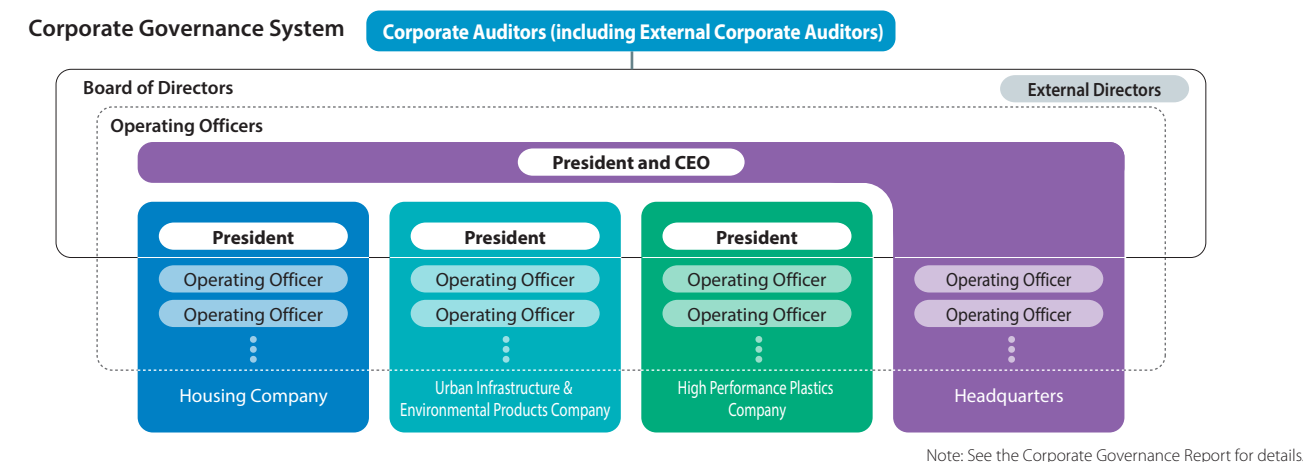 Corporate Governance System
Corporate Auditors (including External Corporate Auditors)
Board of Directors
External Directors
Operating Officers
President and CEO
President
President
President
Operating Officer
Operating Officer
Operating Officer
Operating Officer
Operating Officer
Operating Officer
Operating Officer
Operating Officer
Housing Company
Urban Infrastructure &
Environmental Products Company
High Performance Plastics
Company
Headquarters
Note: See the Corporate Governance Report for details.